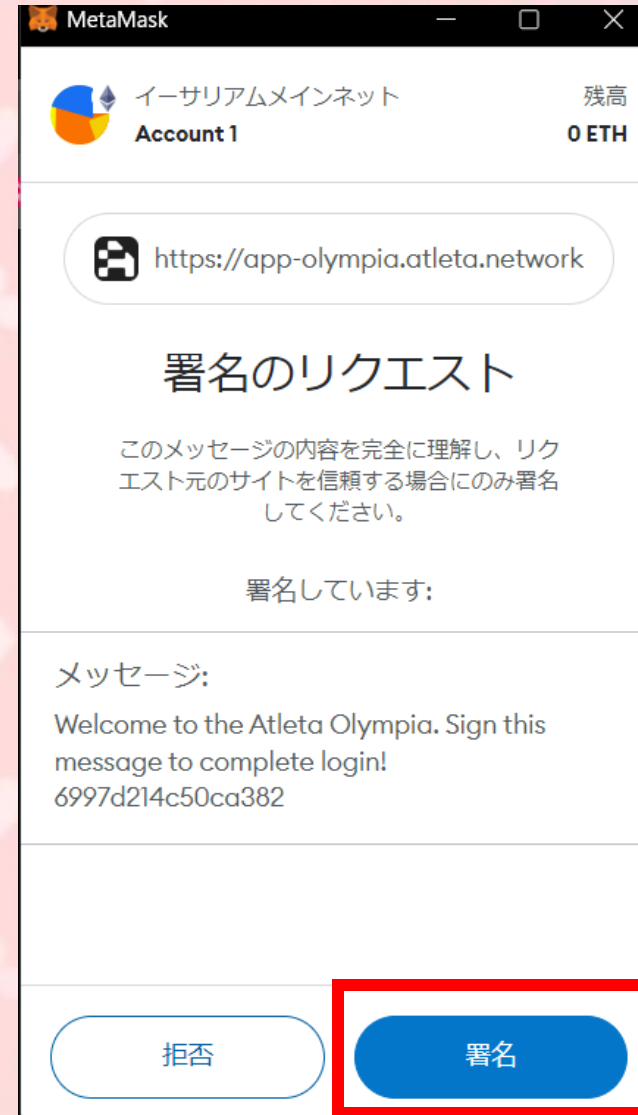 MetaMask
イーサリアムメインネット 残高
Account 1 0 ETH
https://app-olympia.atleta.network
署名のリクエスト
このメッセージの内容を完全に理解し、リク
エスト元のサイトを信頼する場合にのみ署名
してください。
署名しています:
メッセージ:
Welcome to the Atleta Olympia. Sign this
message to complete login!
6997d214c50ca382
拒否 署名